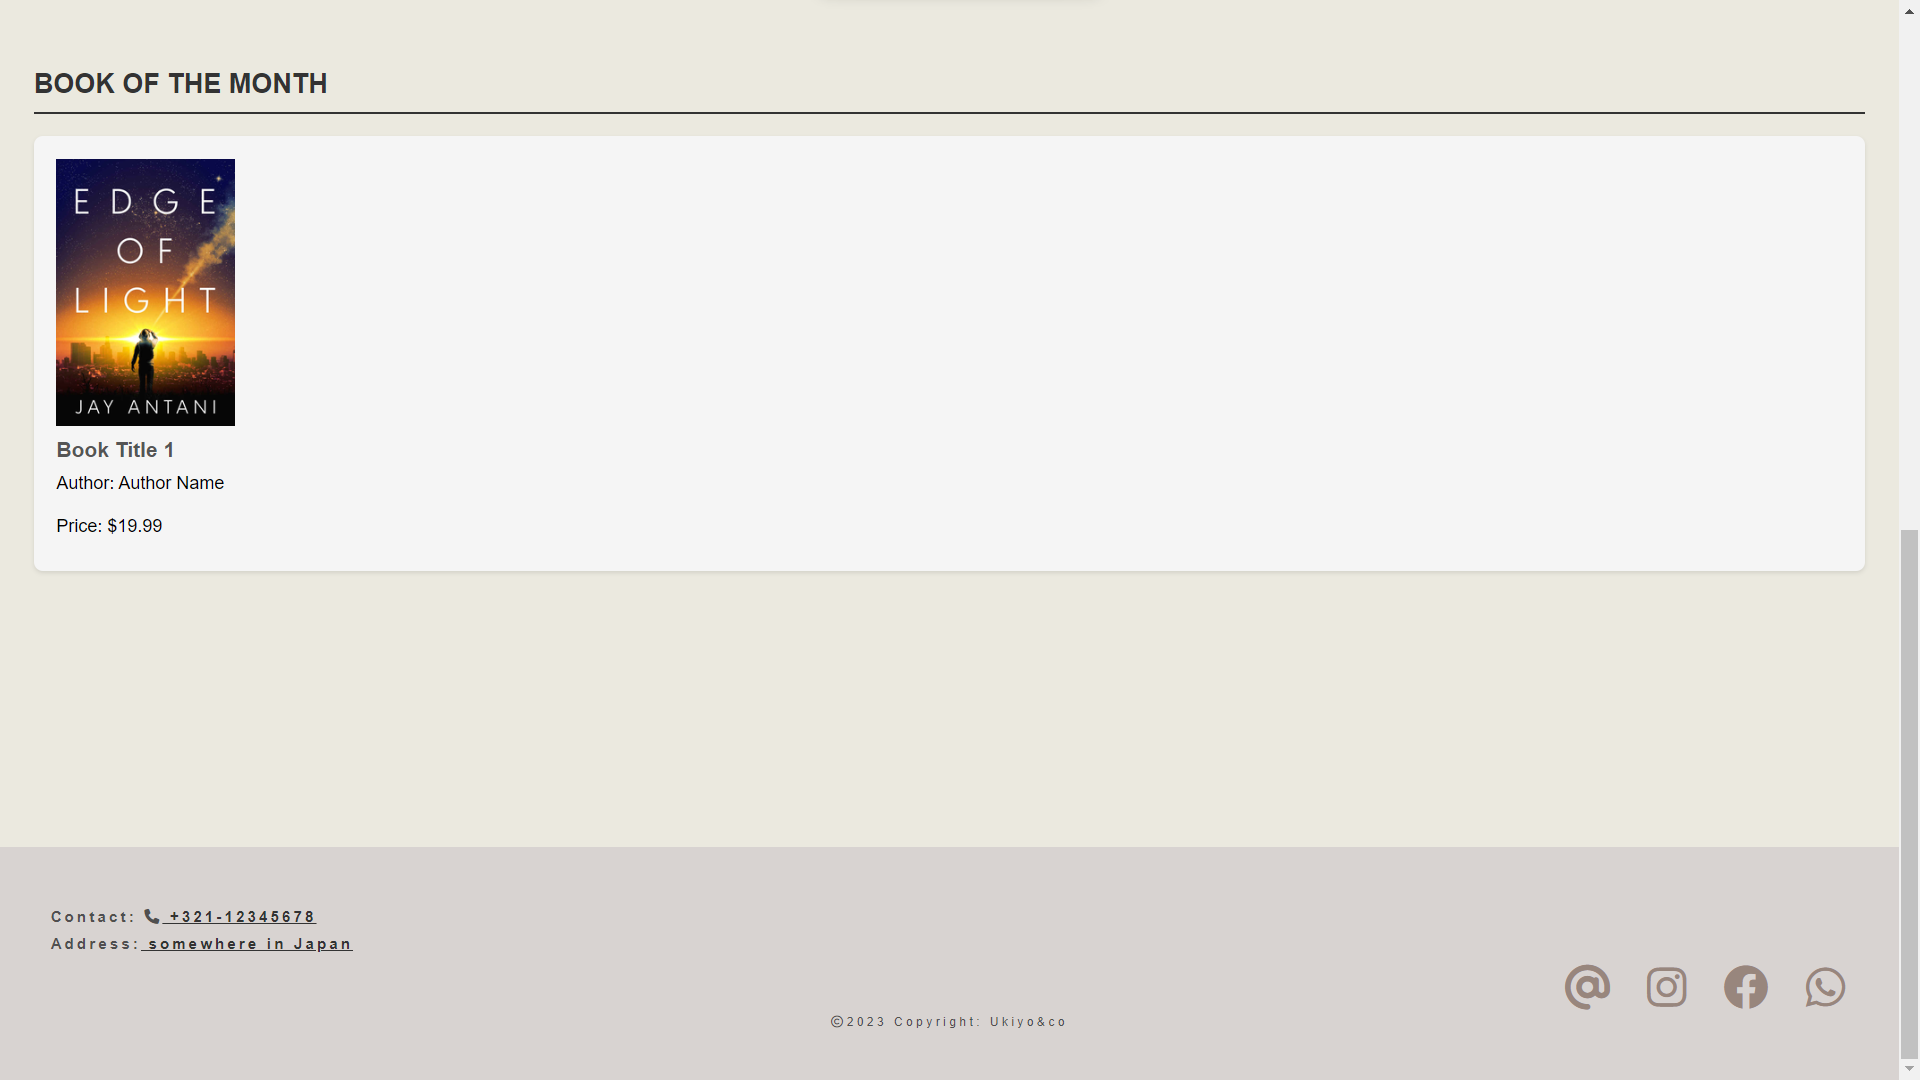 BOOK OF THE MONTH
EDGE
OF
LIGHT
JAY ANTANI
Book Title 1
Author: Author Name
Price: $19.99
Contact: +321-12345678
Address: somewhere in Japan
©2023 Copyright: Ukiyo&co